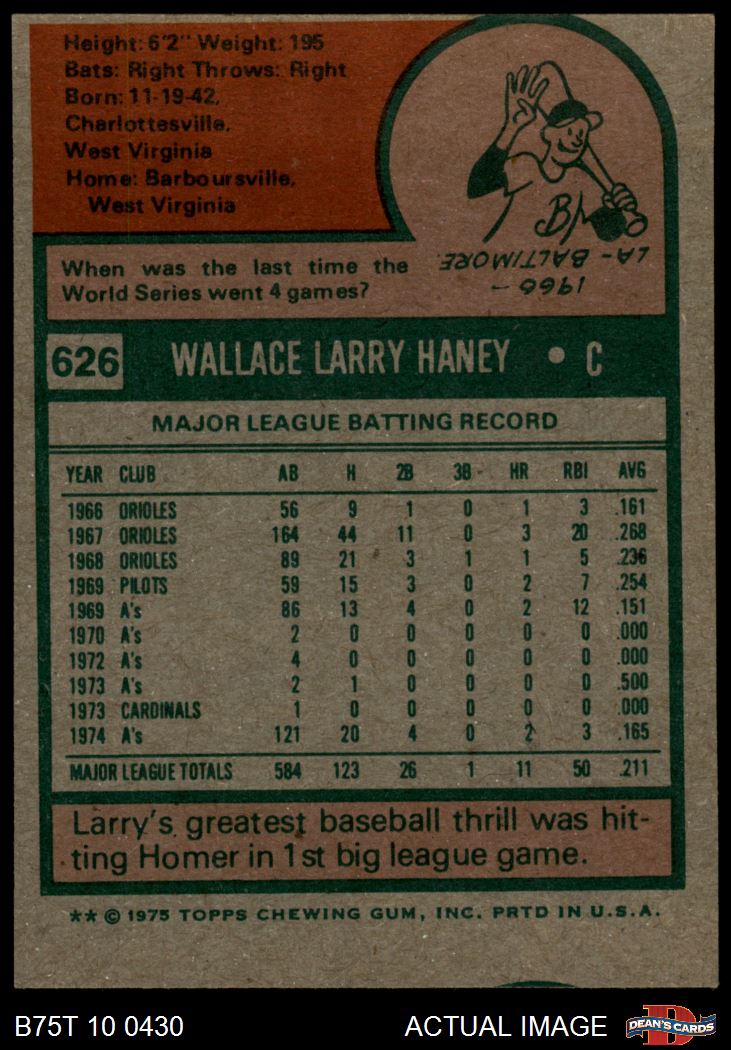 Height: 6'2" Weight: 195
Bats: Right Throws: Right
Born: 11-19-42,
Charlottesville,
West Virginia
Home: Barboursville,
West Virginia
When was the last time the
World Series went 4 games?
1966 -
LA - BALTIMORE.
B
626 WALLACE LARRY HANEY • C
MAJOR LEAGUE BATTING RECORD
YEAR CLUB AB H 2B 3B HR RBI AVG
1966 ORIOLES 56 9 1 0 1 3 .161
1967 ORIOLES 164 44 11 0 3 20 .268
1968 ORIOLES 89 21 3 1 1 5 .236
1969 PILOTS 59 15 3 0 2 7 .254
1969 A's 86 13 4 0 2 12 .151
1970 A's 2 0 0 0 0 0 .000
1972 A's 4 0 0 0 0 0 .000
1973 A's 2 1 0 0 0 0 .500
1973 CARDINALS 1 0 0 0 0 0 .000
1974 A's 121 20 4 0 2 3 .165
MAJOR LEAGUE TOTALS 584 123 26 1 11 50 .211
Larry's greatest baseball thrill was hit-
ting Homer in 1st big league game.
** © 1975 TOPPS CHEWING GUM, INC. PRTD IN U.S.A.
B75T 10 0430 ACTUAL IMAGE D DEAN'S CARDS